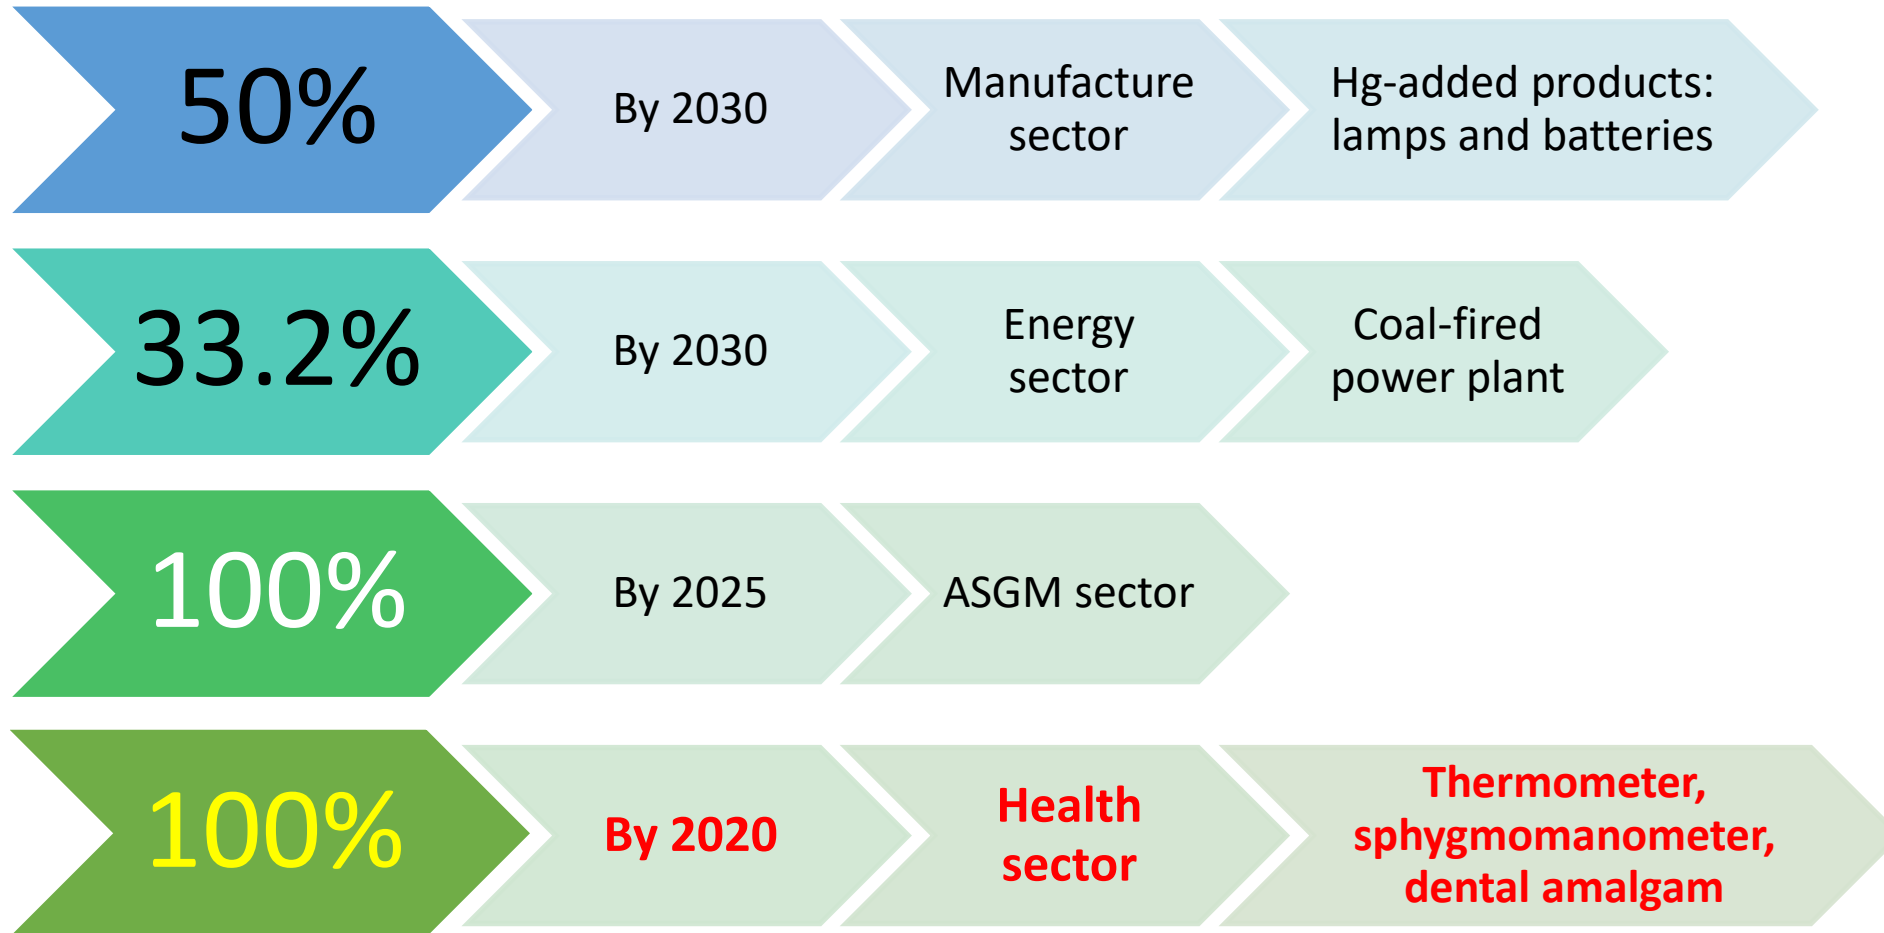 50%
By 2030
Manufacture
sector
Hg-added products:
lamps and batteries
33.2%
By 2030
Energy
sector
Coal-fired
power plant
100%
By 2025
ASGM sector
100%
By 2020
Health
sector
Thermometer,
sphygmomanometer,
dental amalgam